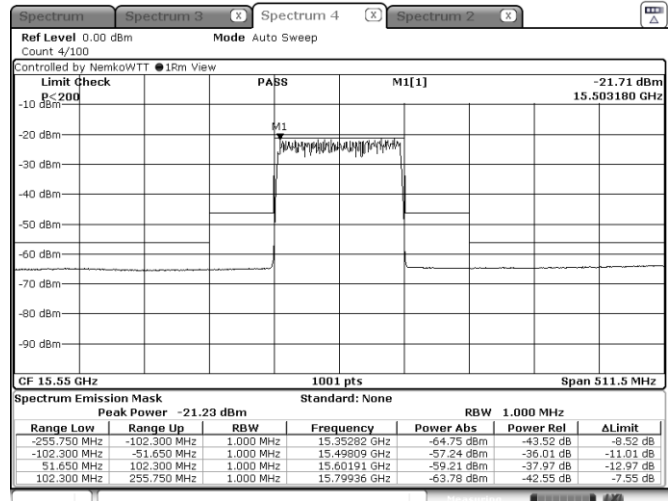 Spectrum Spectrum 3 X Spectrum 4 X Spectrum 2 X
Ref Level 0.00 dBm Mode Auto Sweep
Count 4/100
Controlled by NemkoWTT 1Rm View
Limit Check PASS M1[1] -21.71 dBm
P<200 15.503180 GHz
-10 dBm
M1
-20 dBm
-30 dBm
-40 dBm
-50 dBm
-60 dBm
-70 dBm
-80 dBm
-90 dBm
CF 15.55 GHz 1001 pts Span 511.5 MHz
Spectrum Emission Mask Standard: None
Peak Power -21.23 dBm RBW 1.000 MHz
Range Low Range Up RBW Frequency Power Abs Power Rel ΔLimit
-255.750 MHz -102.300 MHz 1.000 MHz 15.35282 GHz -64.75 dBm -43.52 dB -8.52 dB
-102.300 MHz -51.650 MHz 1.000 MHz 15.49809 GHz -57.24 dBm -36.01 dB -11.01 dB
51.650 MHz 102.300 MHz 1.000 MHz 15.60191 GHz -59.21 dBm -37.97 dB -12.97 dB
102.300 MHz 255.750 MHz 1.000 MHz 15.79936 GHz -63.78 dBm -42.55 dB -7.55 dB